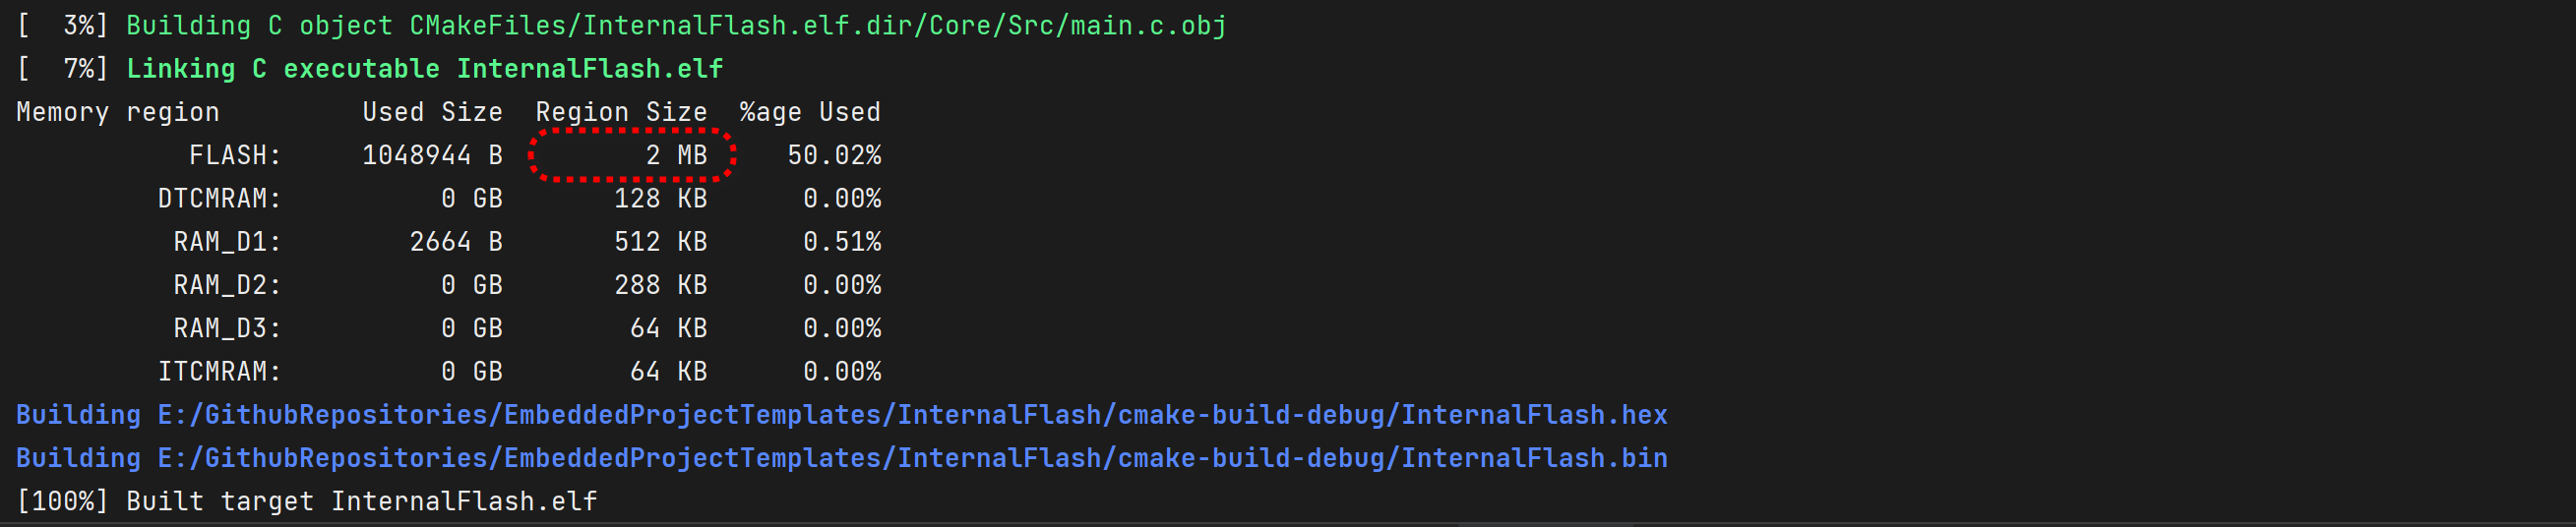 [  3%] Building C object CMakeFiles/InternalFlash.elf.dir/Core/Src/main.c.obj
[  7%] Linking C executable InternalFlash.elf
Memory region         Used Size  Region Size  %age Used
           FLASH:     1048944 B         2 MB     50.02%
         DTCMRAM:          0 GB       128 KB      0.00%
          RAM_D1:        2664 B       512 KB      0.51%
          RAM_D2:          0 GB       288 KB      0.00%
          RAM_D3:          0 GB        64 KB      0.00%
         ITCMRAM:          0 GB        64 KB      0.00%
Building E:/GithubRepositories/EmbeddedProjectTemplates/InternalFlash/cmake-build-debug/InternalFlash.hex
Building E:/GithubRepositories/EmbeddedProjectTemplates/InternalFlash/cmake-build-debug/InternalFlash.bin
[100%] Built target InternalFlash.elf